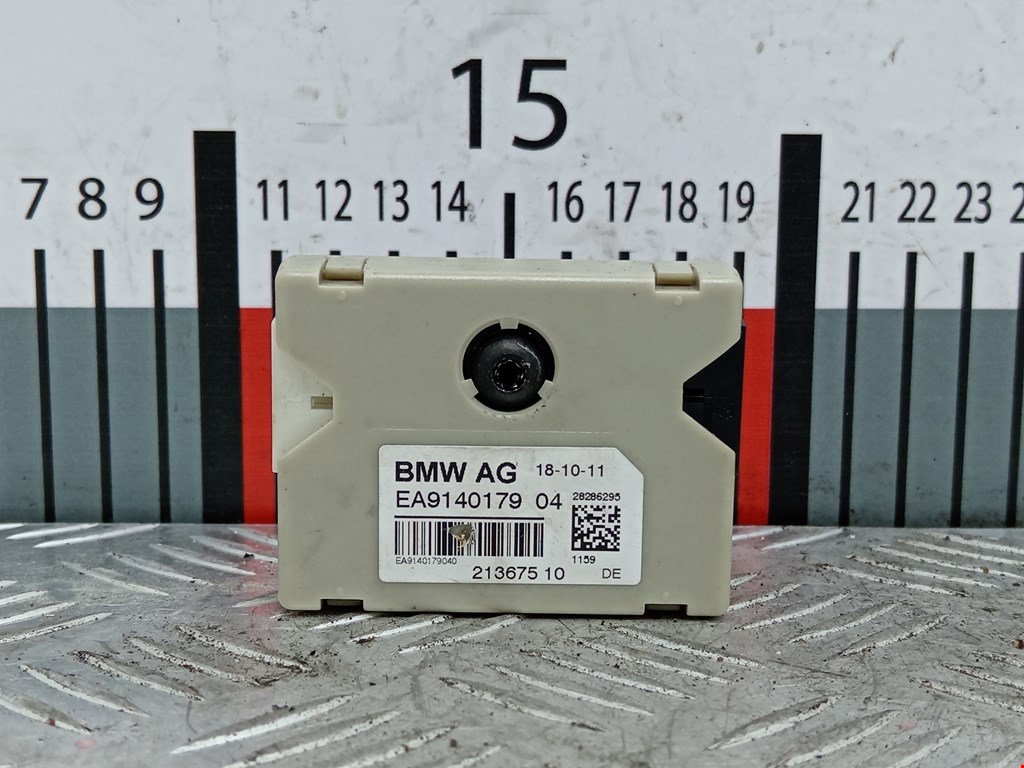 15
7 8 9 11 12 13 14 16 17 18 19 21 22 23
BMW AG 18-10-11
EA9140179 04
28286295
EA9140179040
1159
213675 10 DE